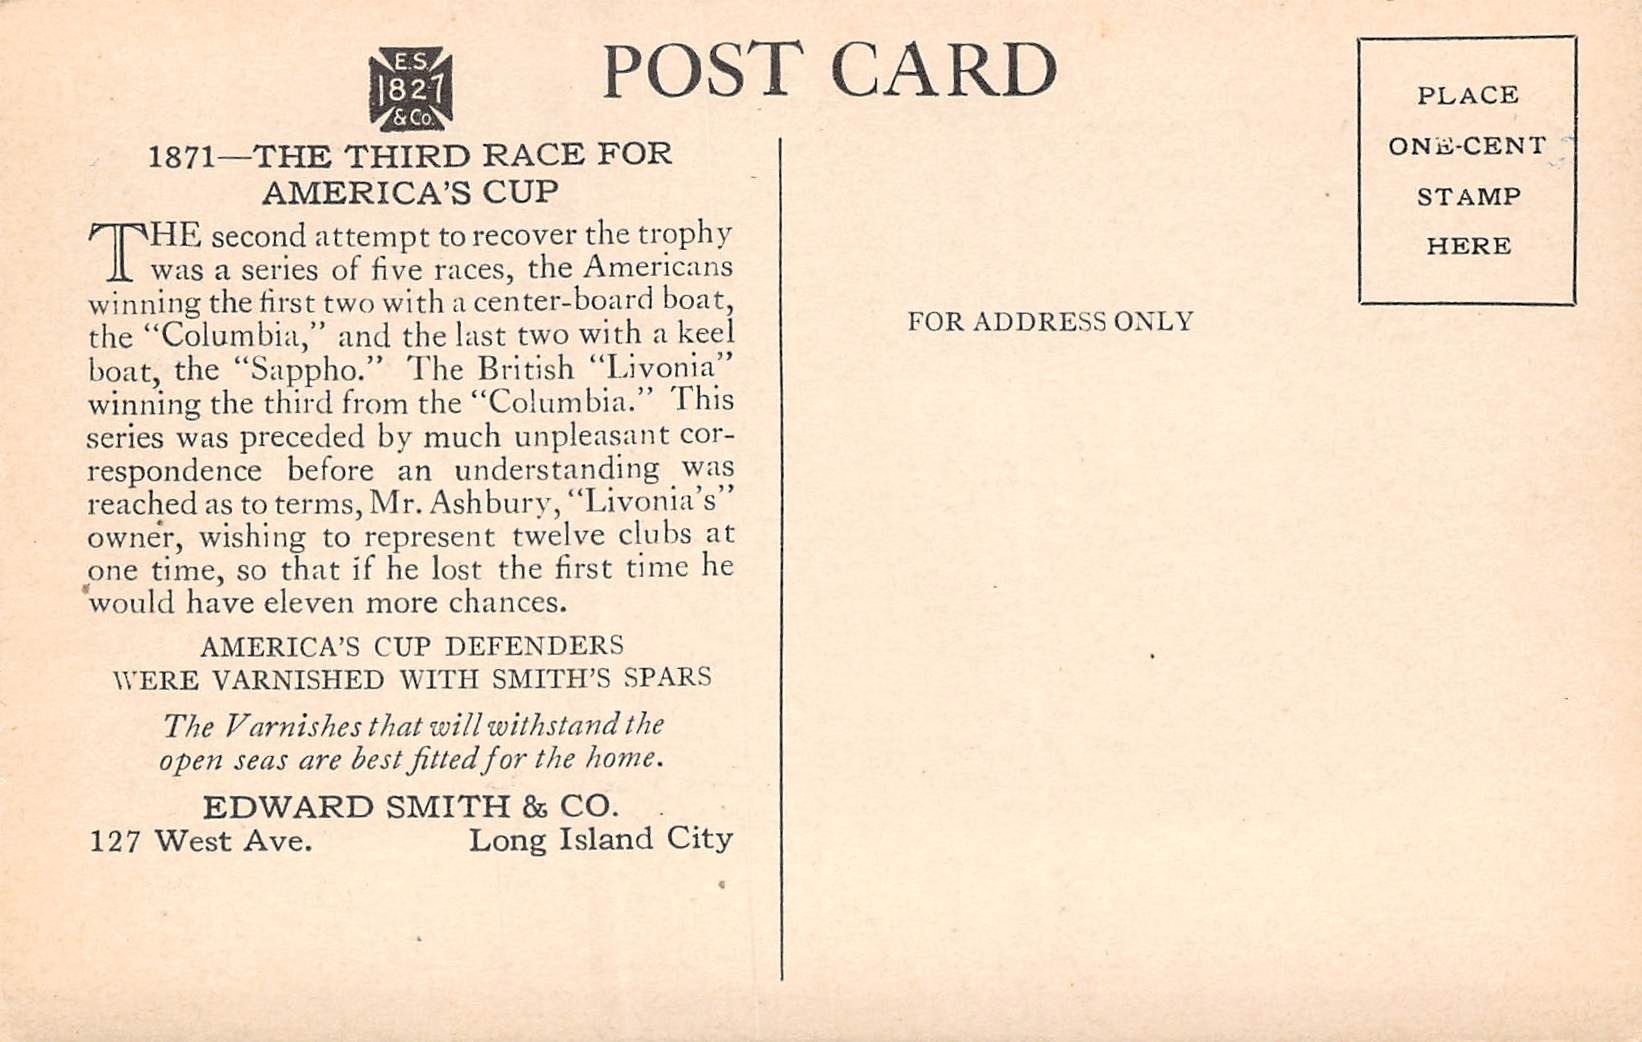 E.S.
1827
& Co.
POST CARD
PLACE
ONE-CENT
STAMP
HERE
1871—THE THIRD RACE FOR
AMERICA'S CUP
THE second attempt to recover the trophy
was a series of five races, the Americans
winning the first two with a center-board boat,
the “Columbia,” and the last two with a keel
boat, the “Sappho.” The British “Livonia”
winning the third from the “Columbia.” This
series was preceded by much unpleasant cor-
respondence before an understanding was
reached as to terms, Mr. Ashbury, “Livonia's”
owner, wishing to represent twelve clubs at
one time, so that if he lost the first time he
would have eleven more chances.
AMERICA'S CUP DEFENDERS
WERE VARNISHED WITH SMITH'S SPARS
The Varnishes that will withstand the
open seas are best fitted for the home.
EDWARD SMITH & CO.
127 West Ave. Long Island City
FOR ADDRESS ONLY